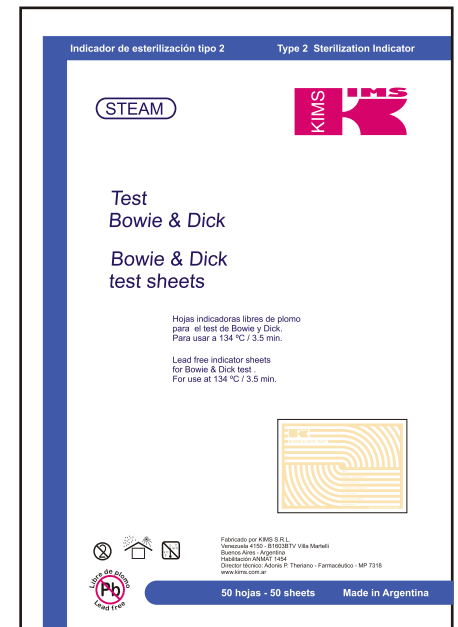 Indicador de esterilización tipo 2
Type 2 Sterilization Indicator
STEAM
KIMS
KIMS
Test
Bowie & Dick
Bowie & Dick
test sheets
Hojas indicadoras libres de plomo
para el test de Bowie y Dick.
Para usar a 134 ºC / 3.5 min.
Lead free indicator sheets
for Bowie & Dick test .
For use at 134 ºC / 3.5 min.
Fabricado por KIMS S.R.L.
Venezuela 4150 - B1603BTV Villa Martelli
Buenos Aires - Argentina
Habilitación ANMAT 1454
Director técnico: Adonis P. Theriano - Farmacéutico - MP 7318
www.kims.com.ar
2
Libre de plomo
Pb
Lead free
50 hojas - 50 sheets
Made in Argentina